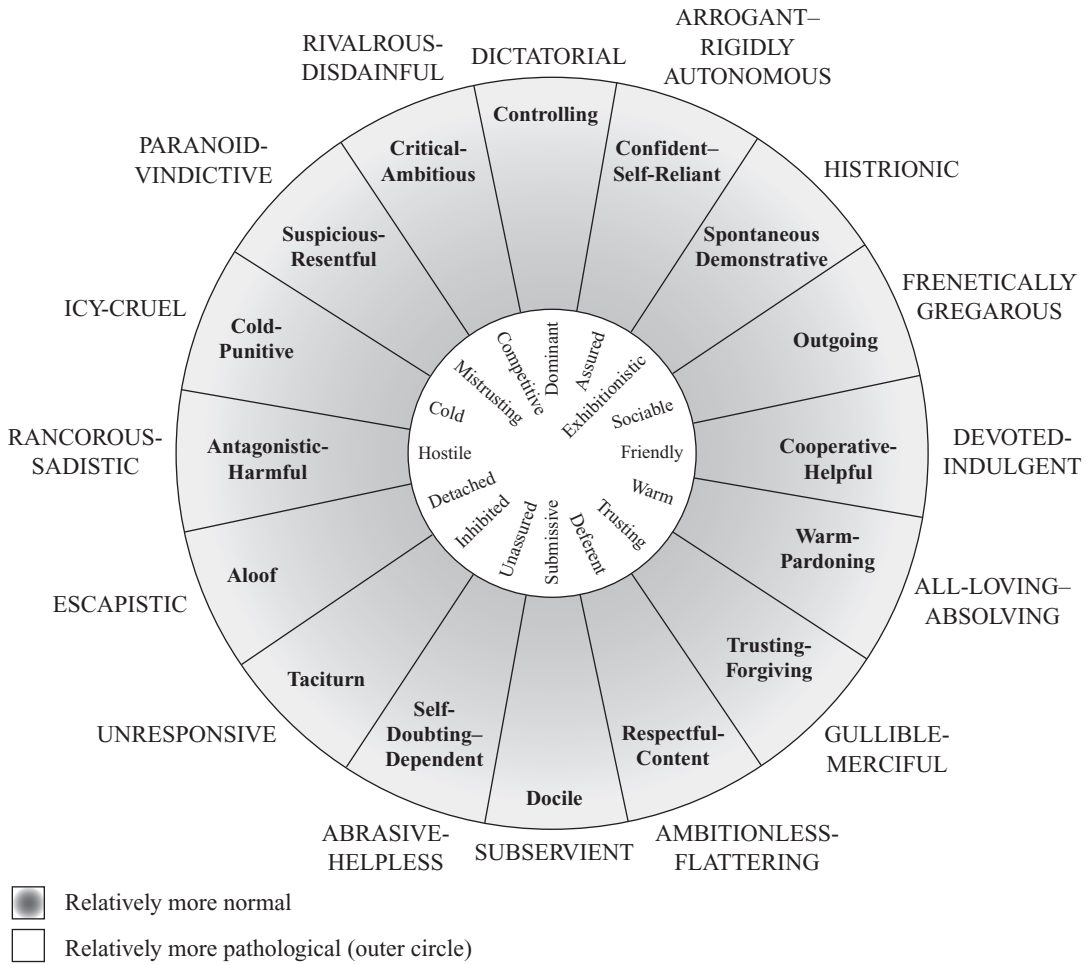 ARROGANT–
RIGIDLY
AUTONOMOUS
DICTATORIAL
RIVALROUS-
DISDAINFUL
PARANOID-
VINDICTIVE
ICY-CRUEL
RANCOROUS-
SADISTIC
ESCAPISTIC
UNRESPONSIVE
ABRASIVE-
HELPLESS
SUBSERVIENT
AMBITIONLESS-
FLATTERING
GULLIBLE-
MERCIFUL
ALL-LOVING–
ABSOLVING
DEVOTED-
INDULGENT
FRENETICALLY
GREGAROUS
HISTRIONIC
Controlling
Critical-
Ambitious
Suspicious-
Resentful
Cold-
Punitive
Antagonistic-
Harmful
Aloof
Taciturn
Self-
Doubting–
Dependent
Docile
Respectful-
Content
Trusting-
Forgiving
Warm-
Pardoning
Cooperative-
Helpful
Outgoing
Spontaneous
Demonstrative
Confident–
Self-Reliant
Dominant
Competitive
Mistrusting
Cold
Hostile
Detached
Inhibited
Unassured
Submissive
Deferent
Trusting
Warm
Friendly
Sociable
Exhibitionistic
Assured
Relatively more normal
Relatively more pathological (outer circle)